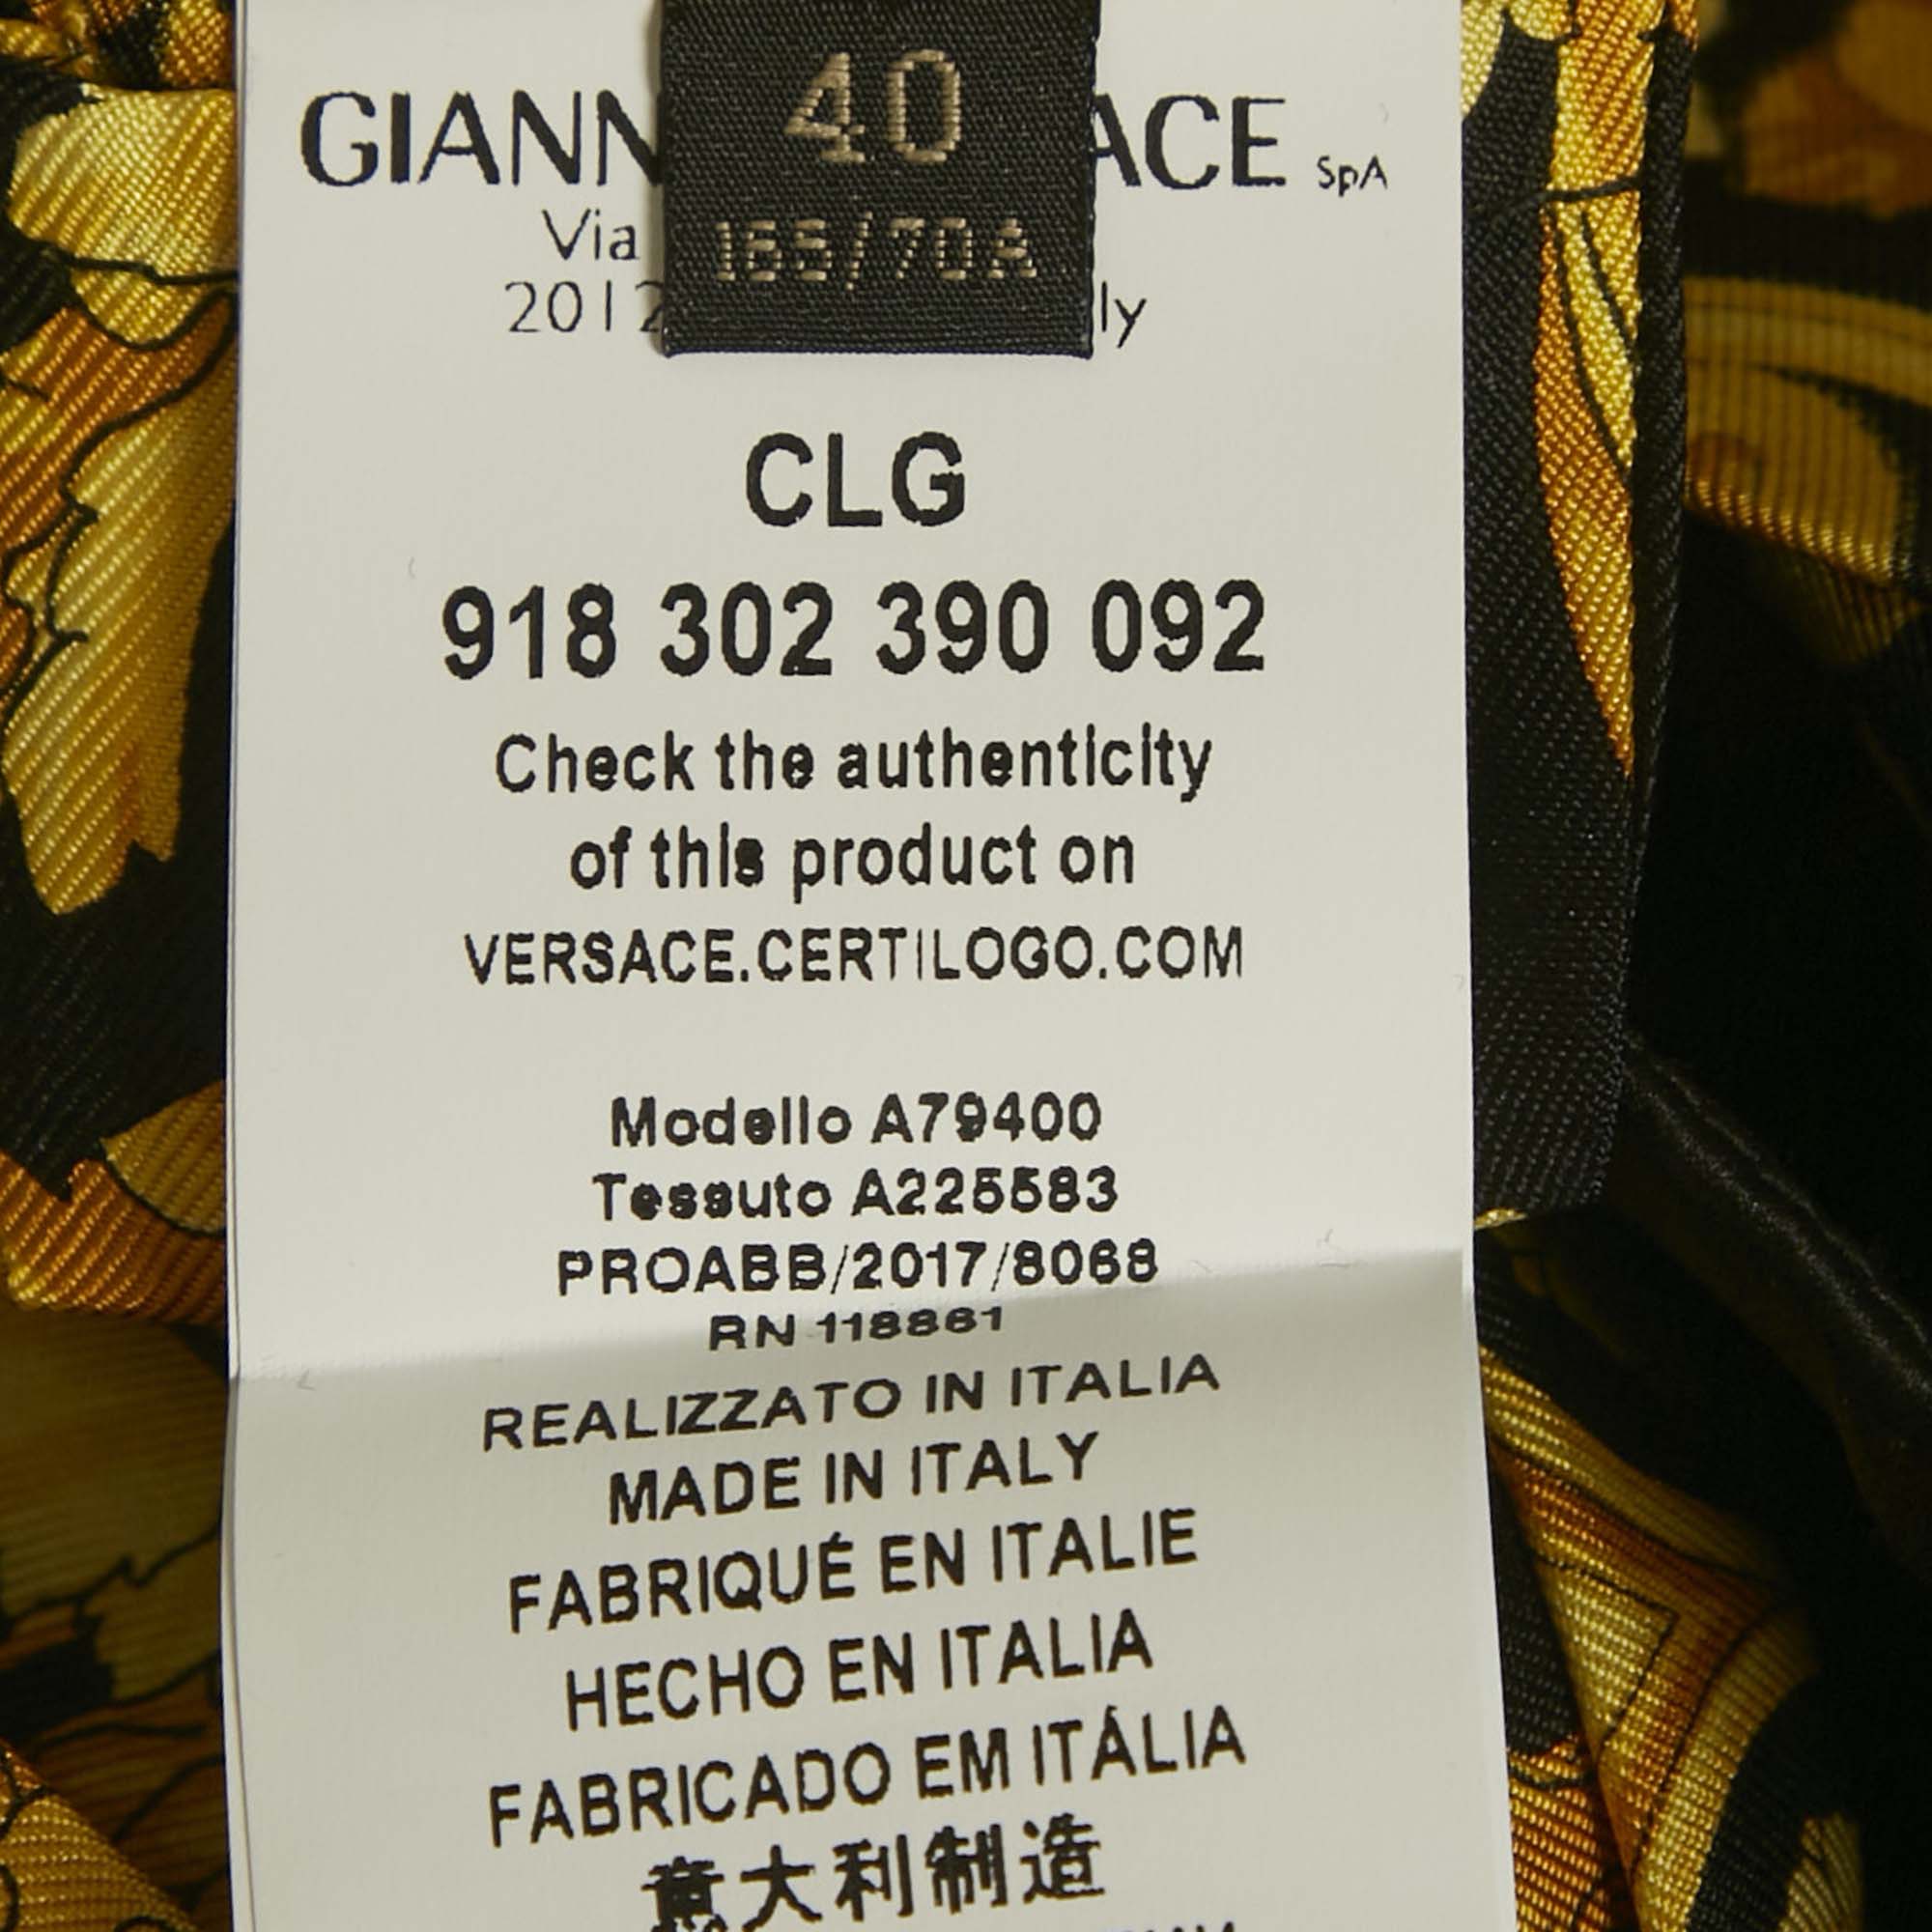 40
165/70A
GIANN ACE SpA
Via
201 ly
CLG
918 302 390 092
Check the authenticity
of this product on
VERSACE.CERTILOGO.COM
Modello A79400
Tessuto A225583
PROABB/2017/8068
RN 118861
REALIZZATO IN ITALIA
MADE IN ITALY
FABRIQUÉ EN ITALIE
HECHO EN ITALIA
FABRICADO EM ITÁLIA
意大利制造